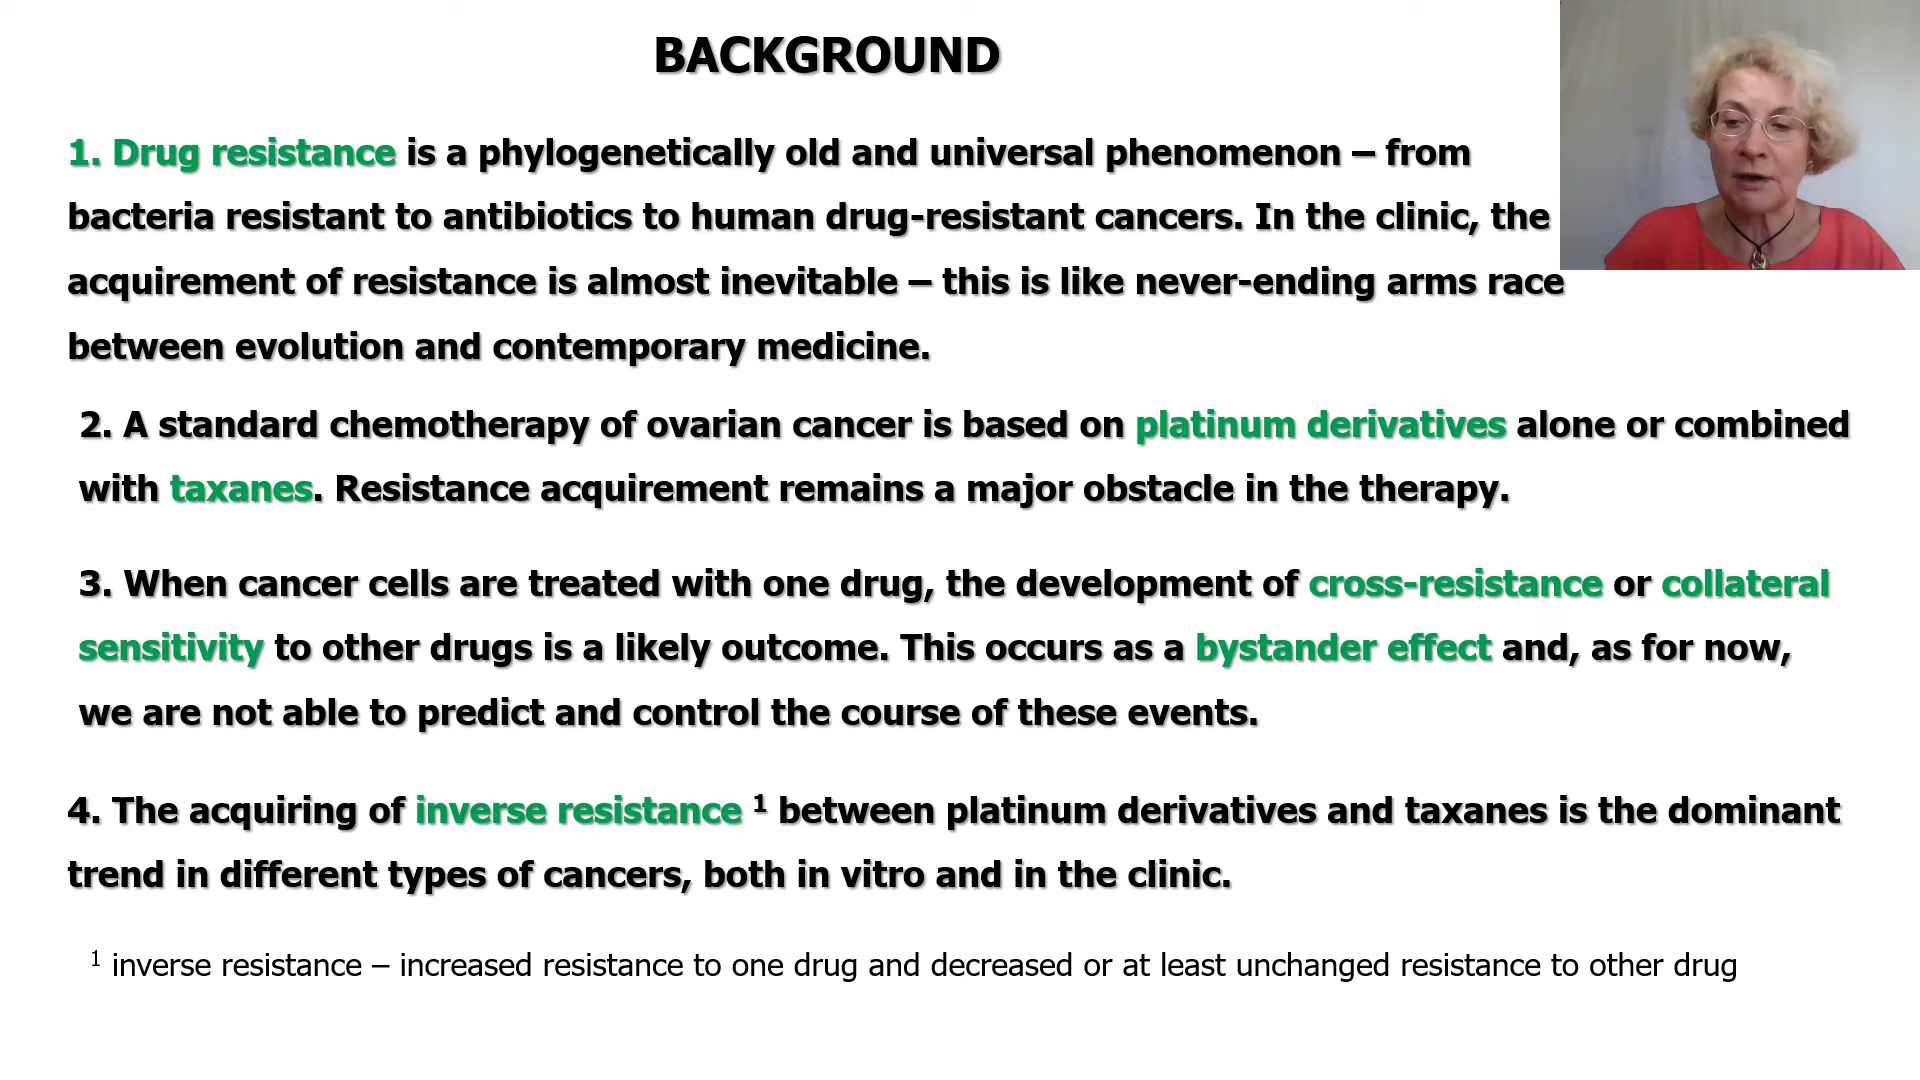 BACKGROUND
1. Drug resistance is a phylogenetically old and universal phenomenon – from
bacteria resistant to antibiotics to human drug-resistant cancers. In the clinic, the
acquirement of resistance is almost inevitable – this is like never-ending arms race
between evolution and contemporary medicine.
2. A standard chemotherapy of ovarian cancer is based on platinum derivatives alone or combined
with taxanes. Resistance acquirement remains a major obstacle in the therapy.
3. When cancer cells are treated with one drug, the development of cross-resistance or collateral
sensitivity to other drugs is a likely outcome. This occurs as a bystander effect and, as for now,
we are not able to predict and control the course of these events.
4. The acquiring of inverse resistance ¹ between platinum derivatives and taxanes is the dominant
trend in different types of cancers, both in vitro and in the clinic.
¹ inverse resistance – increased resistance to one drug and decreased or at least unchanged resistance to other drug